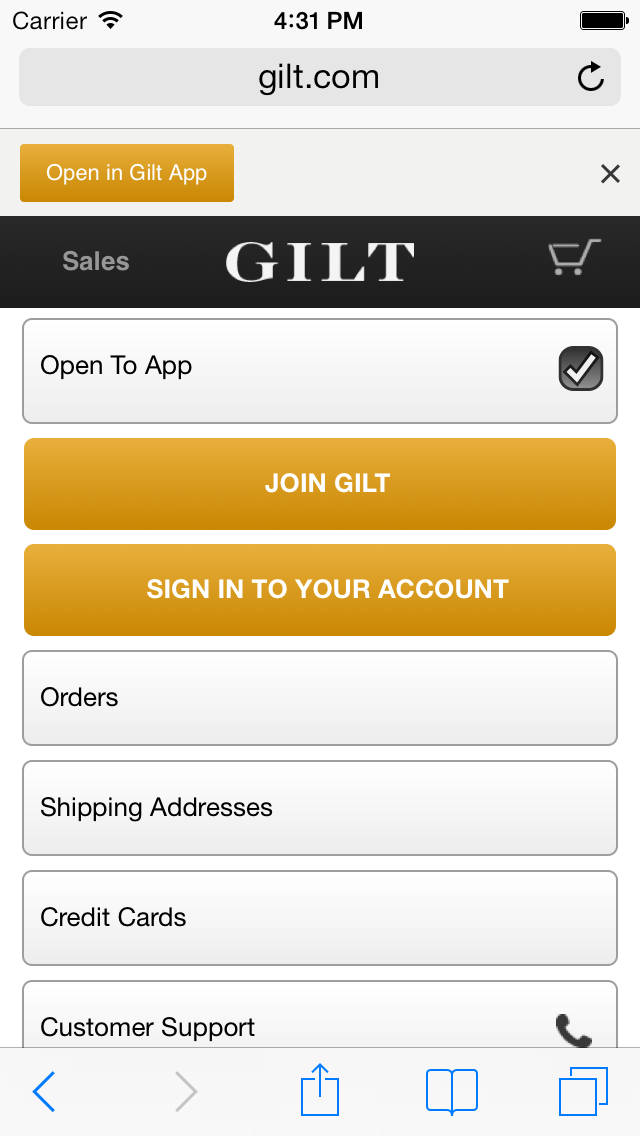 Carrier 4:31 PM
gilt.com
Open in Gilt App
Sales GILT
Open To App
JOIN GILT
SIGN IN TO YOUR ACCOUNT
Orders
Shipping Addresses
Credit Cards
Customer Support